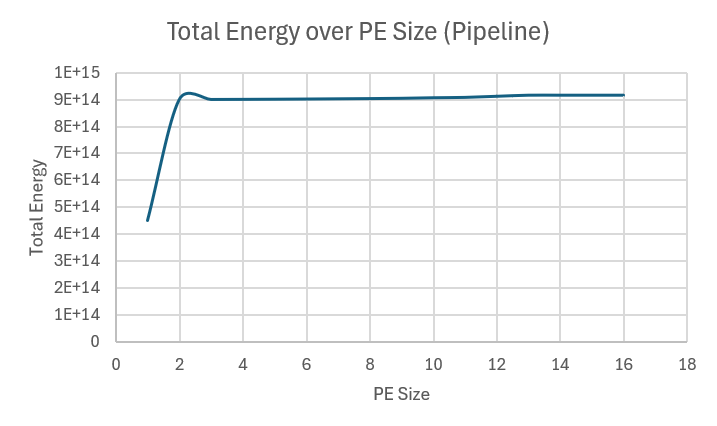 Total Energy over PE Size (Pipeline)
1E+15
9E+14
8E+14
7E+14
6E+14
5E+14
4E+14
3E+14
2E+14
1E+14
0
Total Energy
0 2 4 6 8 10 12 14 16 18
PE Size